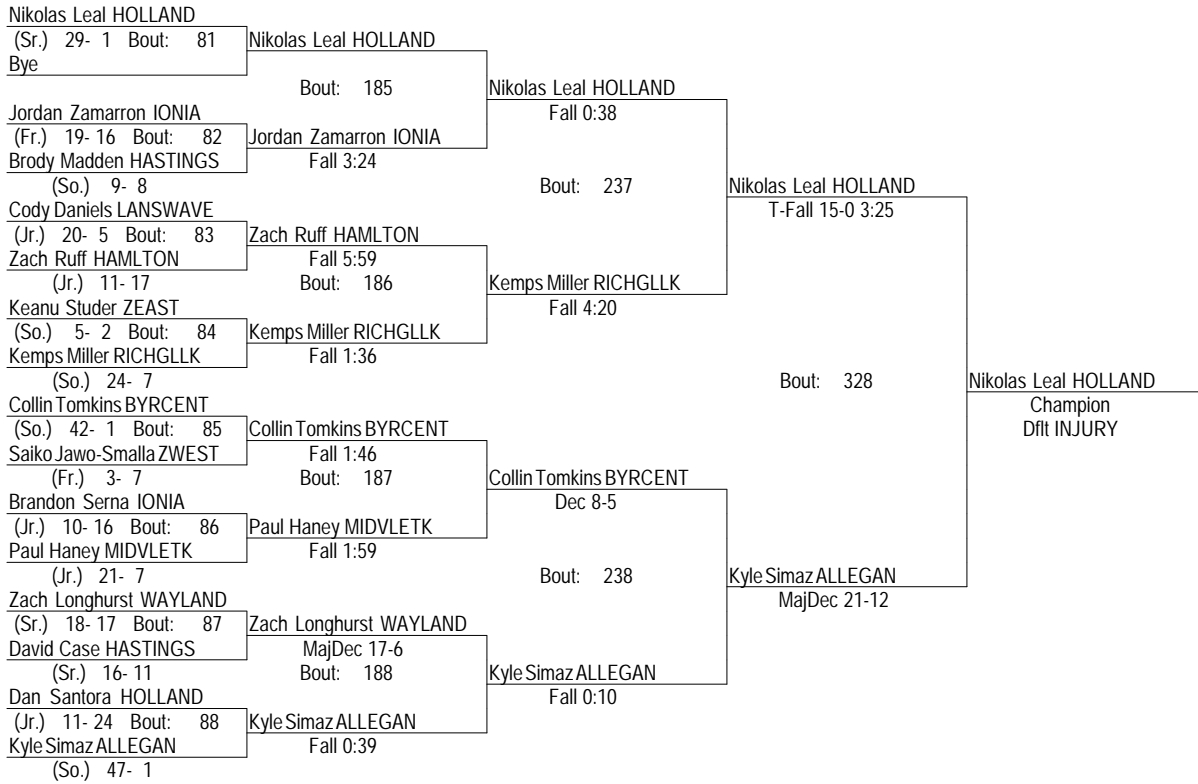 Nikolas Leal HOLLAND
(Sr.) 29- 1 Bout: 81
Bye
Jordan Zamarron IONIA
(Fr.) 19- 16 Bout: 82
Brody Madden HASTINGS
(So.) 9- 8
Cody Daniels LANSWAVE
(Jr.) 20- 5 Bout: 83
Zach Ruff HAMLTON
(Jr.) 11- 17
Keanu Studer ZEAST
(So.) 5- 2 Bout: 84
Kemps Miller RICHGLLK
(So.) 24- 7
Collin Tomkins BYRCENT
(So.) 42- 1 Bout: 85
Saiko Jawo-Smalla ZWEST
(Fr.) 3- 7
Brandon Serna IONIA
(Jr.) 10- 16 Bout: 86
Paul Haney MIDVLETK
(Jr.) 21- 7
Zach Longhurst WAYLAND
(Sr.) 18- 17 Bout: 87
David Case HASTINGS
(Sr.) 16- 11
Dan Santora HOLLAND
(Jr.) 11- 24 Bout: 88
Kyle Simaz ALLEGAN
(So.) 47- 1
Nikolas Leal HOLLAND
Bout: 185
Jordan Zamarron IONIA
Fall 3:24
Zach Ruff HAMLTON
Fall 5:59
Bout: 186
Kemps Miller RICHGLLK
Fall 1:36
Collin Tomkins BYRCENT
Fall 1:46
Bout: 187
Paul Haney MIDVLETK
Fall 1:59
Zach Longhurst WAYLAND
MajDec 17-6
Bout: 188
Kyle Simaz ALLEGAN
Fall 0:39
Nikolas Leal HOLLAND
Fall 0:38
Bout: 237
Kemps Miller RICHGLLK
Fall 4:20
Collin Tomkins BYRCENT
Dec 8-5
Bout: 238
Kyle Simaz ALLEGAN
Fall 0:10
Nikolas Leal HOLLAND
T-Fall 15-0 3:25
Bout: 328
Kyle Simaz ALLEGAN
MajDec 21-12
Nikolas Leal HOLLAND
Champion
Dflt INJURY